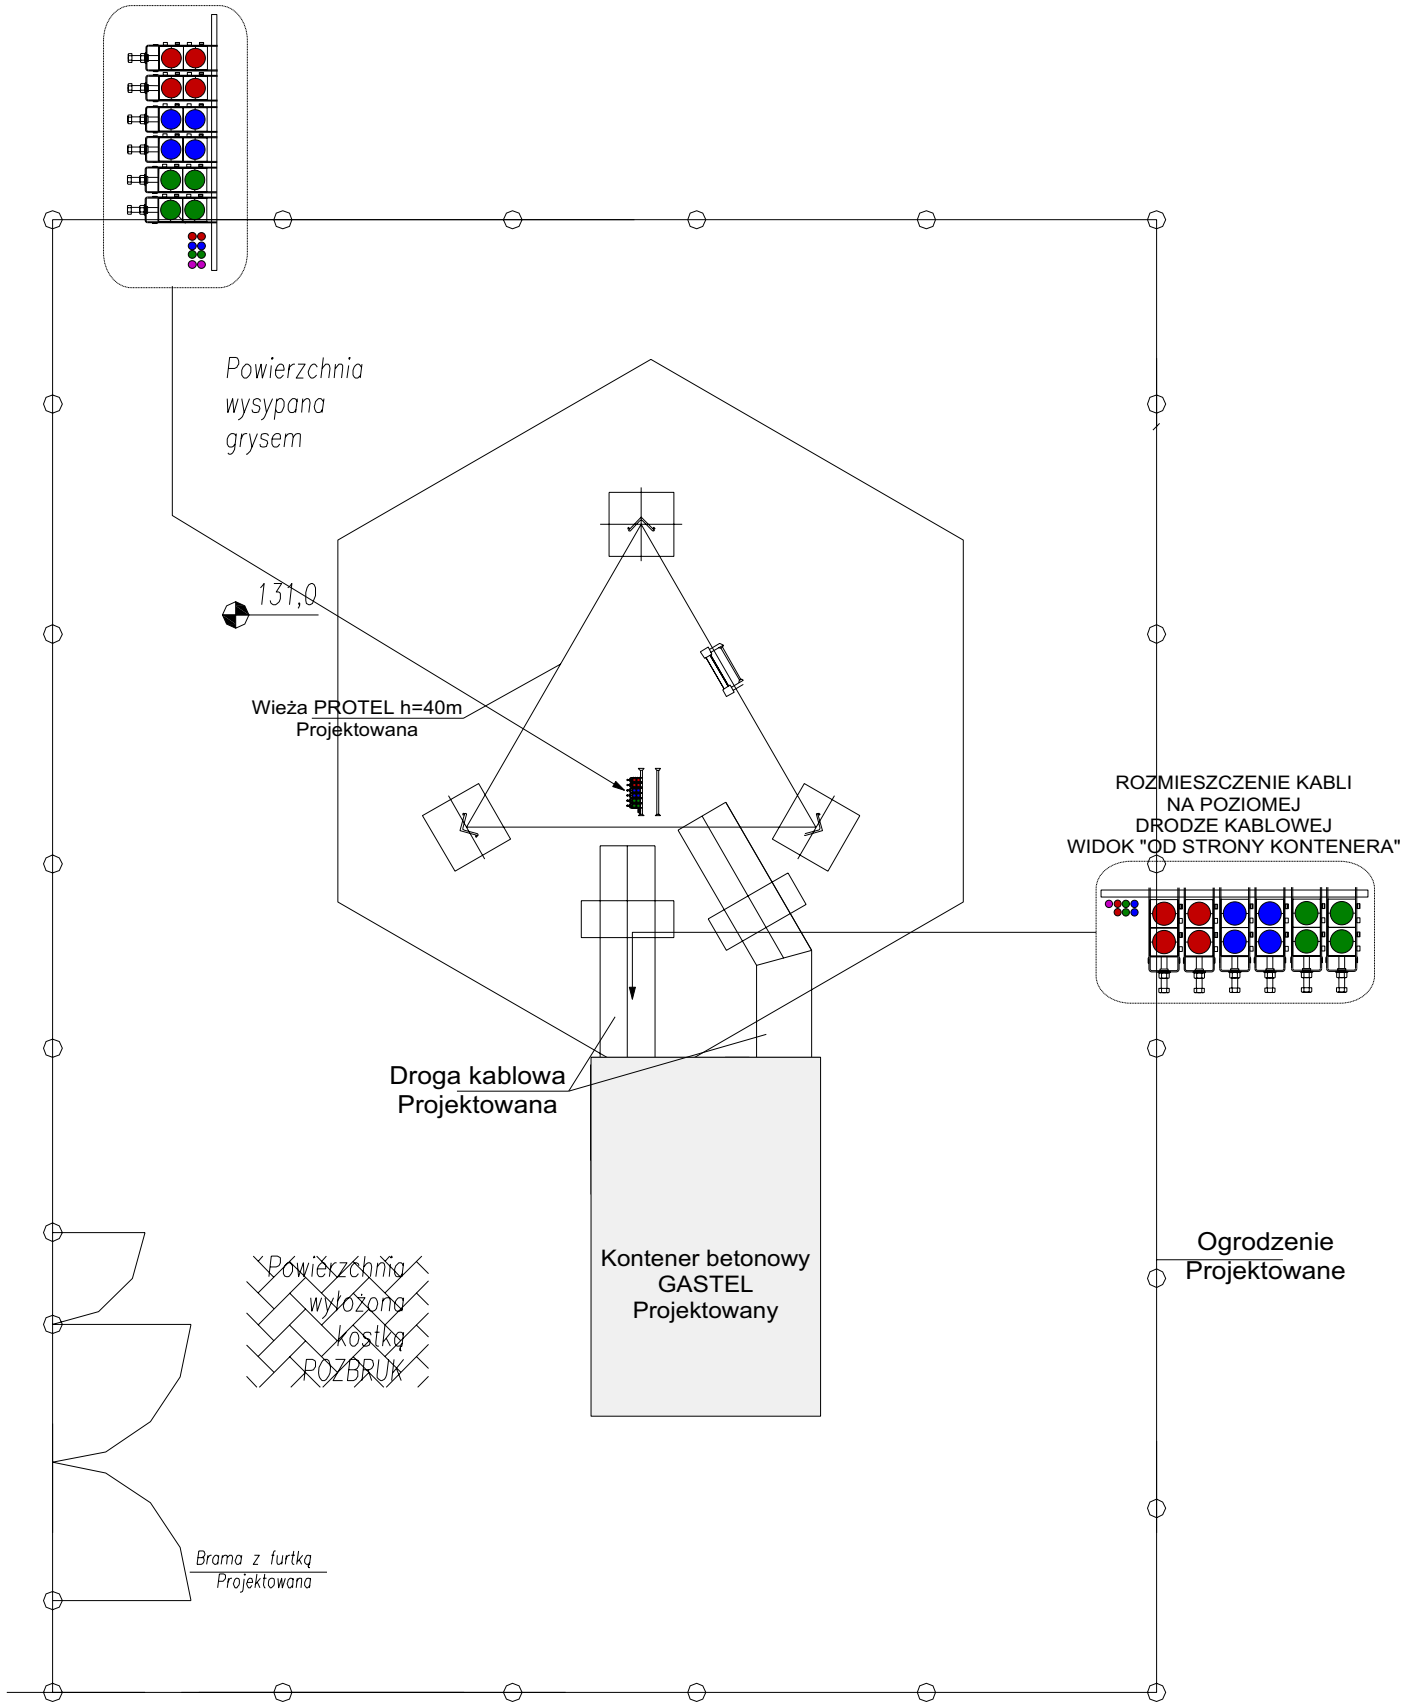 Powierzchnia
wysypana
grysem
131,0
Wieża PROTEL h=40m
Projektowana
ROZMIESZCZENIE KABLI
NA POZIOMEJ
DRODZE KABLOWEJ
WIDOK "OD STRONY KONTENERA"
Droga kablowa
Projektowana
Kontener betonowy
GASTEL
Projektowany
Ogrodzenie
Projektowane
Powierzchnia
wyłożona
kostką
POZBRUK
Brama z furtką
Projektowana